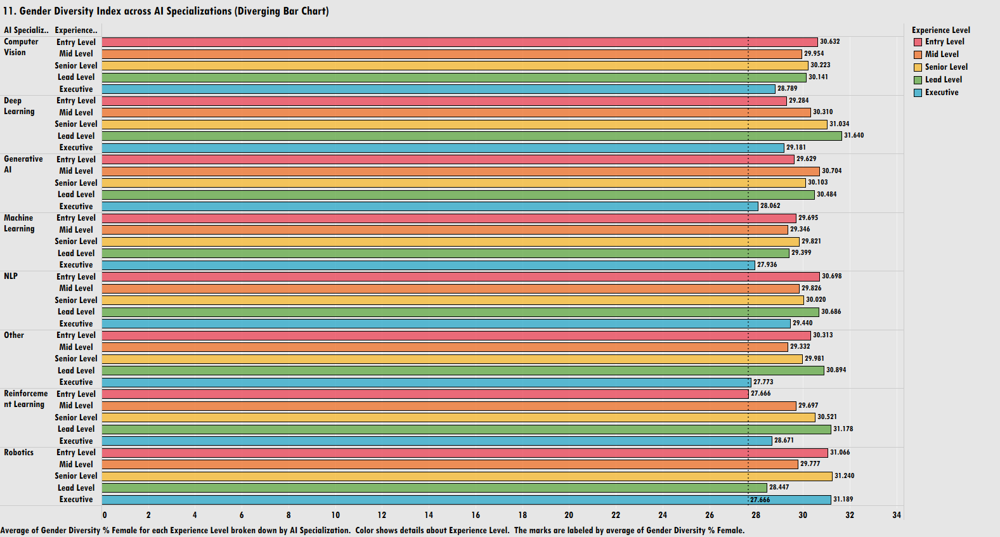 11. Gender Diversity Index across AI Specializations (Diverging Bar Chart)
AI Specializ.. Experience..
Computer Vision
Entry Level 30.632
Mid Level 29.954
Senior Level 30.223
Lead Level 30.141
Executive 28.789
Deep Learning
Entry Level 29.284
Mid Level 30.310
Senior Level 31.034
Lead Level 31.640
Executive 29.181
Generative AI
Entry Level 29.629
Mid Level 30.704
Senior Level 30.103
Lead Level 30.484
Executive 28.062
Machine Learning
Entry Level 29.695
Mid Level 29.346
Senior Level 29.821
Lead Level 29.399
Executive 27.936
NLP
Entry Level 30.698
Mid Level 29.826
Senior Level 30.020
Lead Level 30.686
Executive 29.440
Other
Entry Level 30.313
Mid Level 29.332
Senior Level 29.981
Lead Level 30.894
Executive 27.773
Reinforceme
nt Learning
Entry Level 27.666
Mid Level 29.697
Senior Level 30.521
Lead Level 31.178
Executive 28.671
Robotics
Entry Level 31.066
Mid Level 29.777
Senior Level 31.240
Lead Level 28.447
Executive 27.666 31.189
0 2 4 6 8 10 12 14 16 18 20 22 24 26 28 30 32 34
Experience Level
Entry Level
Mid Level
Senior Level
Lead Level
Executive
Average of Gender Diversity % Female for each Experience Level broken down by AI Specialization. Color shows details about Experience Level. The marks are labeled by average of Gender Diversity % Female.